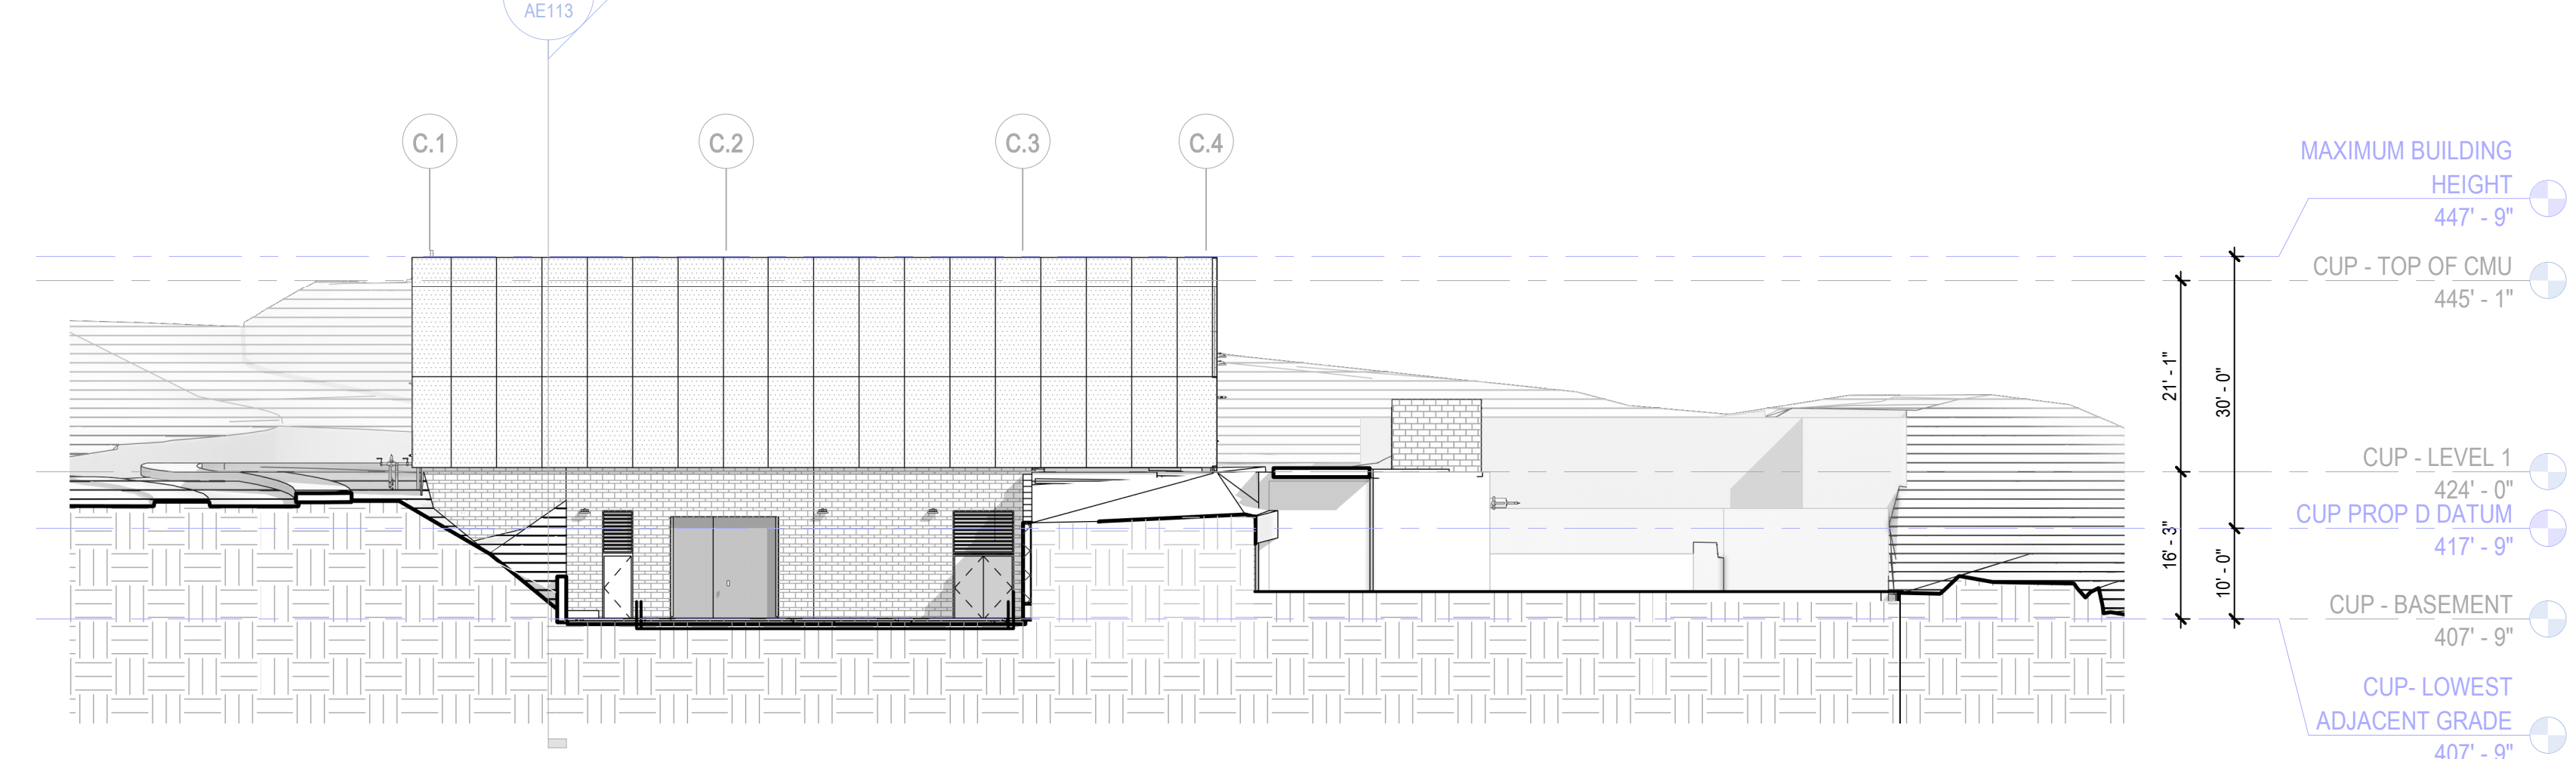 AE113
C.1
C.2
C.3
C.4
MAXIMUM BUILDING
HEIGHT
447' - 9"
CUP - TOP OF CMU
445' - 1"
21' - 1"
30' - 0"
CUP - LEVEL 1
424' - 0"
CUP PROP D DATUM
417' - 9"
16' - 3"
10' - 0"
CUP - BASEMENT
407' - 9"
CUP- LOWEST
ADJACENT GRADE
407' - 9"